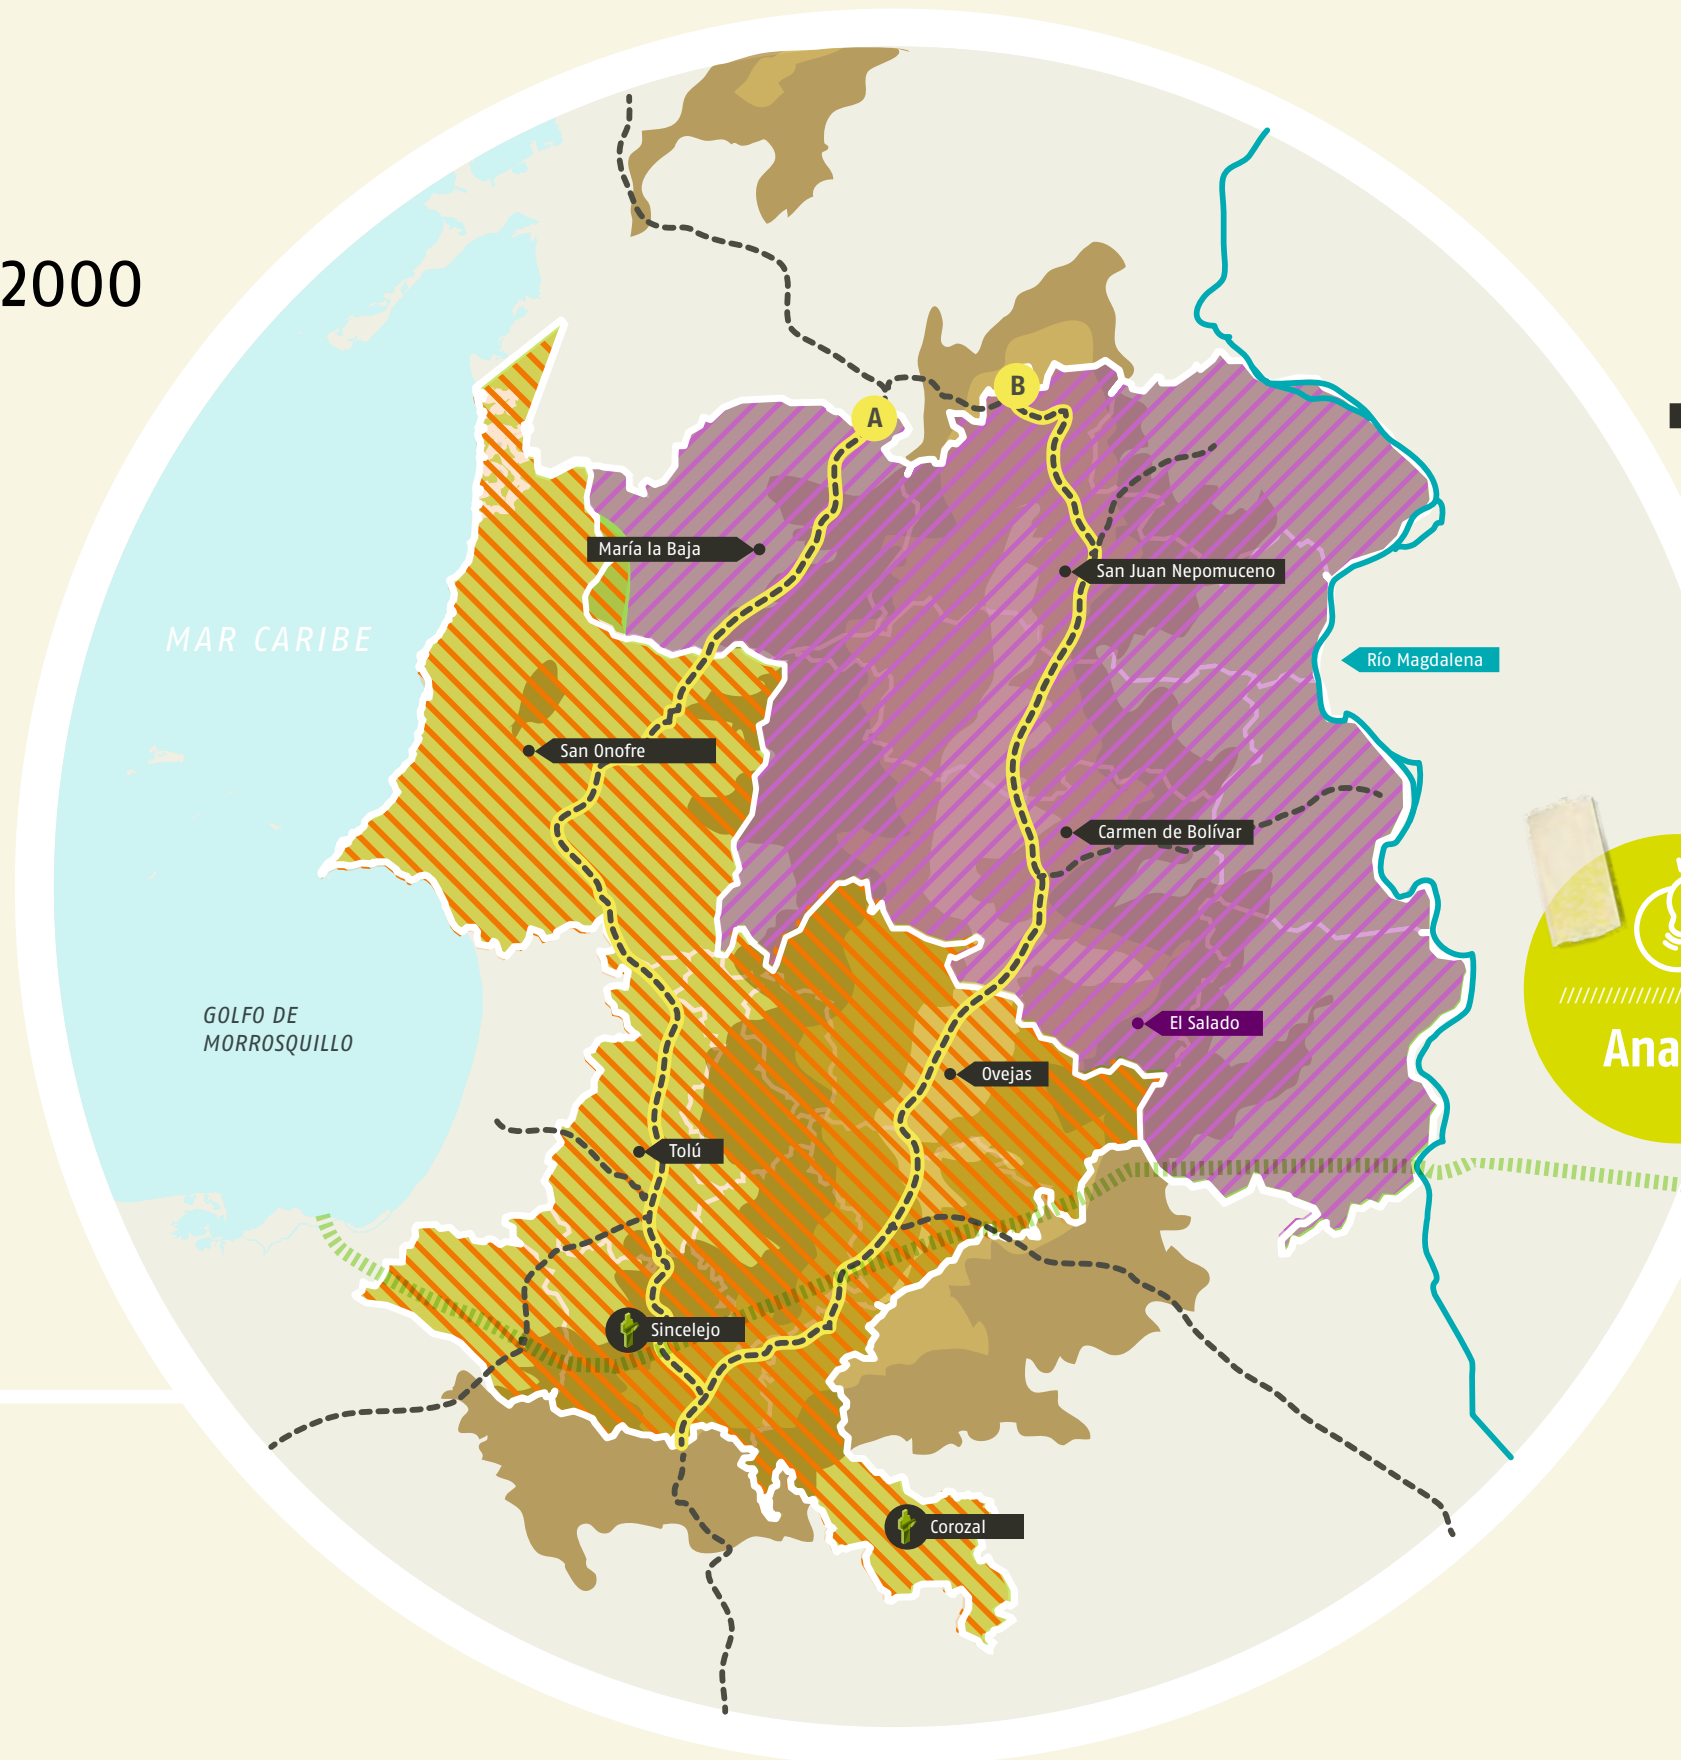 2000
A
B
María la Baja
San Juan Nepomuceno
MAR CARIBE
Río Magdalena
San Onofre
Carmen de Bolívar
GOLFO DE
MORROSQUILLO
El Salado
Ana
Ovejas
Tolú
Sincelejo
Corozal